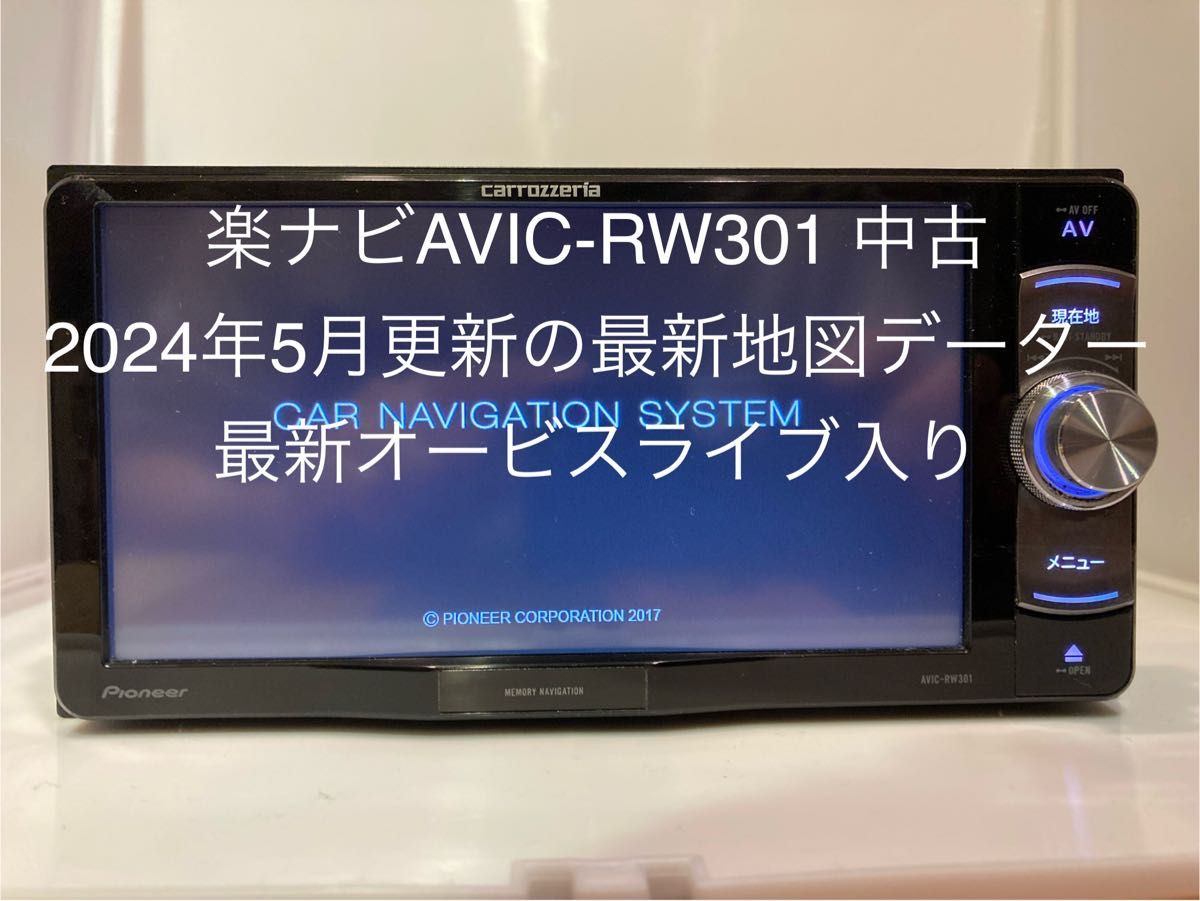 carrozzeria
AV OFF
AV
楽ナビAVIC-RW301 中古
現在地
2024年5月更新の最新地図データー
CAR NAVIGATION SYSTEM
最新オービスライブ入り
メニュー
© PIONEER CORPORATION 2017
OPEN
Pioneer
MEMORY NAVIGATION
AVIC-RW301